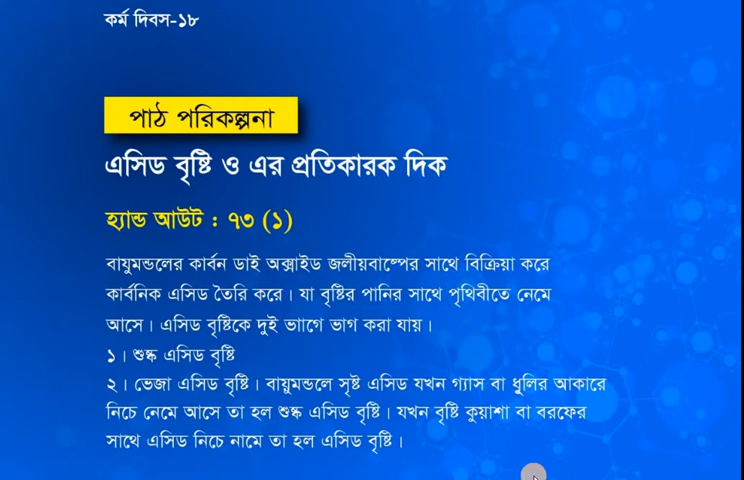 কর্ম দিবস-১৮
পাঠ পরিকল্পনা
এসিড বৃষ্টি ও এর প্রতিকারক দিক
হ্যান্ড আউট : ৭৩ (১)
বায়ুমন্ডলের কার্বন ডাই অক্সাইড জলীয়বাষ্পের সাথে বিক্রিয়া করে
কার্বনিক এসিড তৈরি করে। যা বৃষ্টির পানির সাথে পৃথিবীতে নেমে
আসে। এসিড বৃষ্টিকে দুই ভাাগে ভাগ করা যায়।
১। শুষ্ক এসিড বৃষ্টি
২। ভেজা এসিড বৃষ্টি। বায়ুমন্ডলে সৃষ্ট এসিড যখন গ্যাস বা ধুলির আকারে
নিচে নেমে আসে তা হল শুষ্ক এসিড বৃষ্টি। যখন বৃষ্টি কুয়াশা বা বরফের
সাথে এসিড নিচে নামে তা হল এসিড বৃষ্টি।